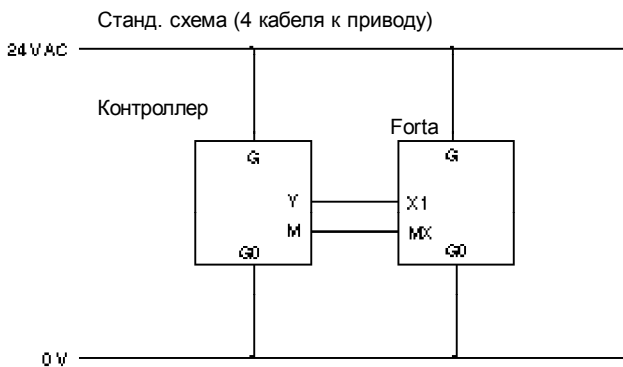 Станд. схема (4 кабеля к приводу)
24 V AC
Контроллер
Forta
G
G
Y
X1
M
MX
G0
G0
0 V